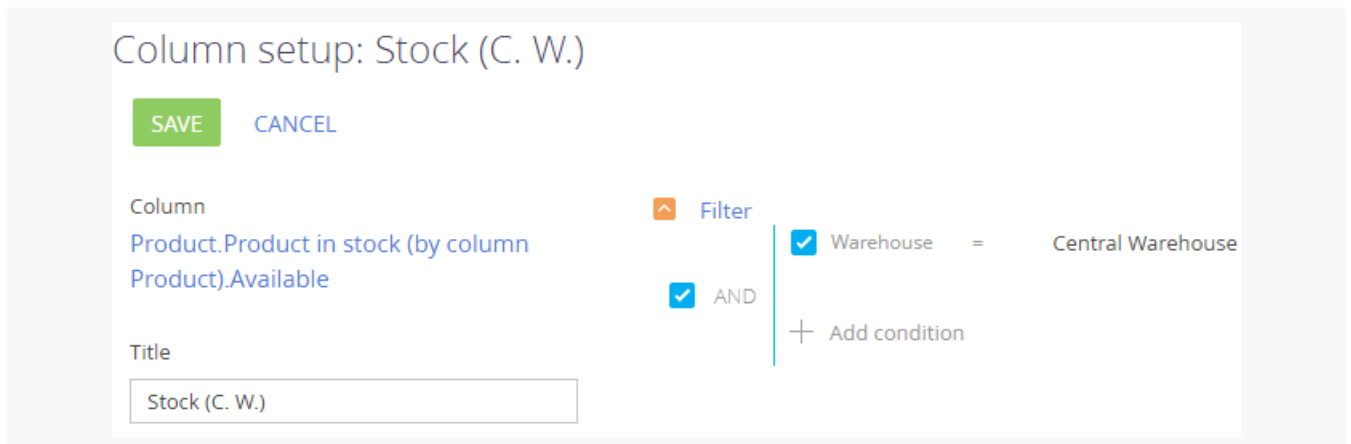 Column setup: Stock (C. W.)
SAVE CANCEL
Column
Product.Product in stock (by column
Product).Available
Title
Stock (C. W.)
Filter
Warehouse = Central Warehouse
AND
Add condition